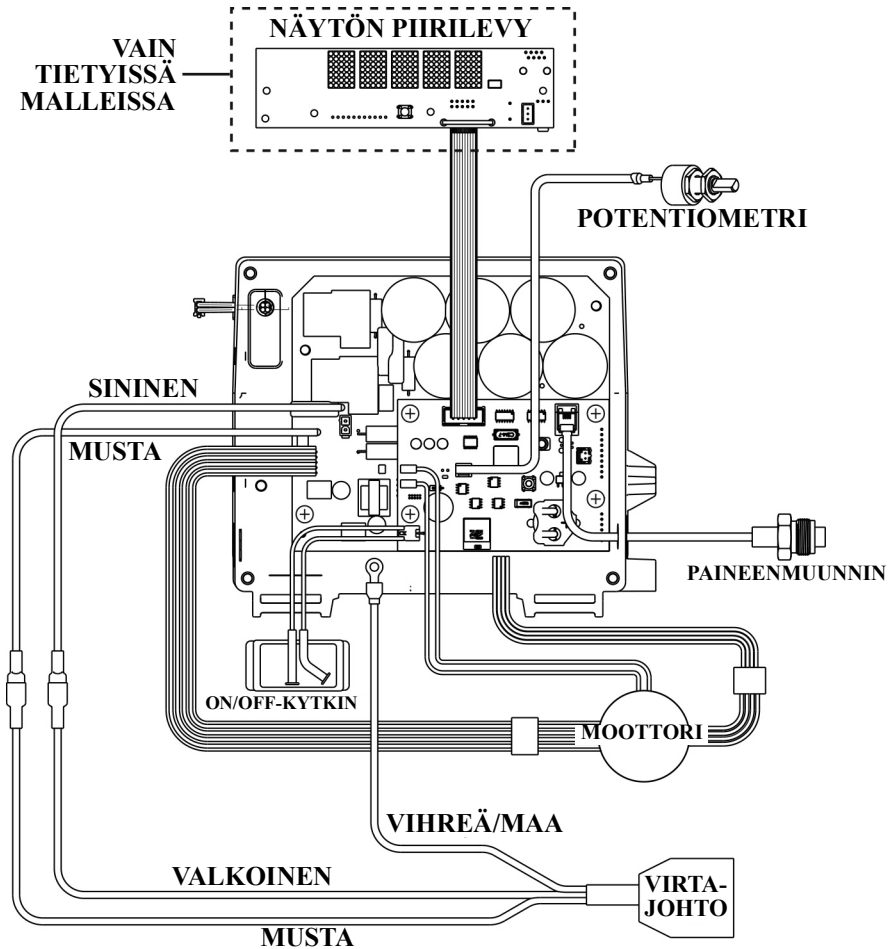 NÄYTÖN PIIRILEVY
VAIN
TIETYISSÄ
MALLEISSA
POTENTIOMETRI
SININEN
MUSTA
PAINEENMUUNNIN
ON/OFF-KYTKIN
MOOTTORI
VIHREÄ/MAA
VALKOINEN
VIRTA-
JOHTO
MUSTA